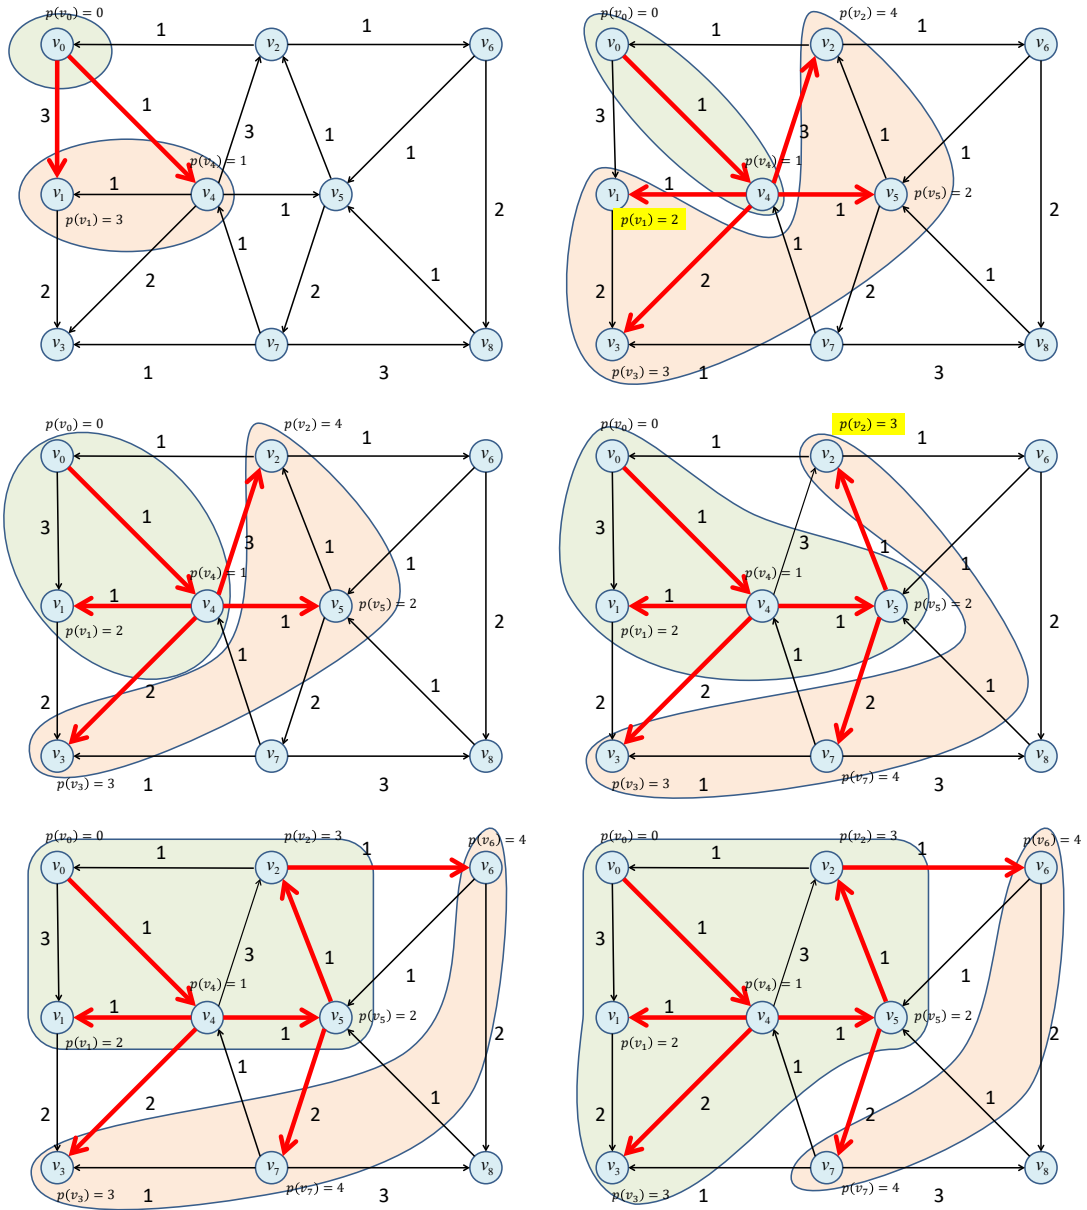 p(v₀) = 0
v₀ 1 v₂ 1 v₆
3 1 3 1 1
p(v₄) = 1
v₁ 1 v₄ 1 v₅ 2
p(v₁) = 3
2 2 1 2 1
v₃ v₇ v₈
1 3
p(v₀) = 0 p(v₂) = 4
v₀ 1 v₂ 1 v₆
3 1 3 1 1
p(v₄) = 1
v₁ 1 v₄ 1 v₅ p(v₅) = 2 2
p(v₁) = 2
2 2 1 2 1
v₃ v₇ v₈
p(v₃) = 3 1 3
p(v₀) = 0 p(v₂) = 4
v₀ 1 v₂ 1 v₆
3 1 3 1 1
p(v₄) = 1
v₁ 1 v₄ 1 v₅ p(v₅) = 2 2
p(v₁) = 2
2 2 1 2 1
v₃ v₇ v₈
p(v₃) = 3 1 3
p(v₀) = 0 p(v₂) = 3
v₀ 1 v₂ 1 v₆
3 1 3 1 1
p(v₄) = 1
v₁ 1 v₄ 1 v₅ p(v₅) = 2 2
p(v₁) = 2
2 2 1 2 1
v₃ v₇ v₈
p(v₃) = 3 1 p(v₇) = 4 3
p(v₀) = 0 p(v₂) = 3 p(v₆) = 4
v₀ 1 v₂ 1 v₆
3 1 3 1 1
p(v₄) = 1
v₁ 1 v₄ 1 v₅ p(v₅) = 2 2
p(v₁) = 2
2 2 1 2 1
v₃ v₇ v₈
p(v₃) = 3 1 p(v₇) = 4 3
p(v₀) = 0 p(v₂) = 3 p(v₆) = 4
v₀ 1 v₂ 1 v₆
3 1 3 1 1
p(v₄) = 1
v₁ 1 v₄ 1 v₅ p(v₅) = 2 2
p(v₁) = 2
2 2 1 2 1
v₃ v₇ v₈
p(v₃) = 3 1 p(v₇) = 4 3